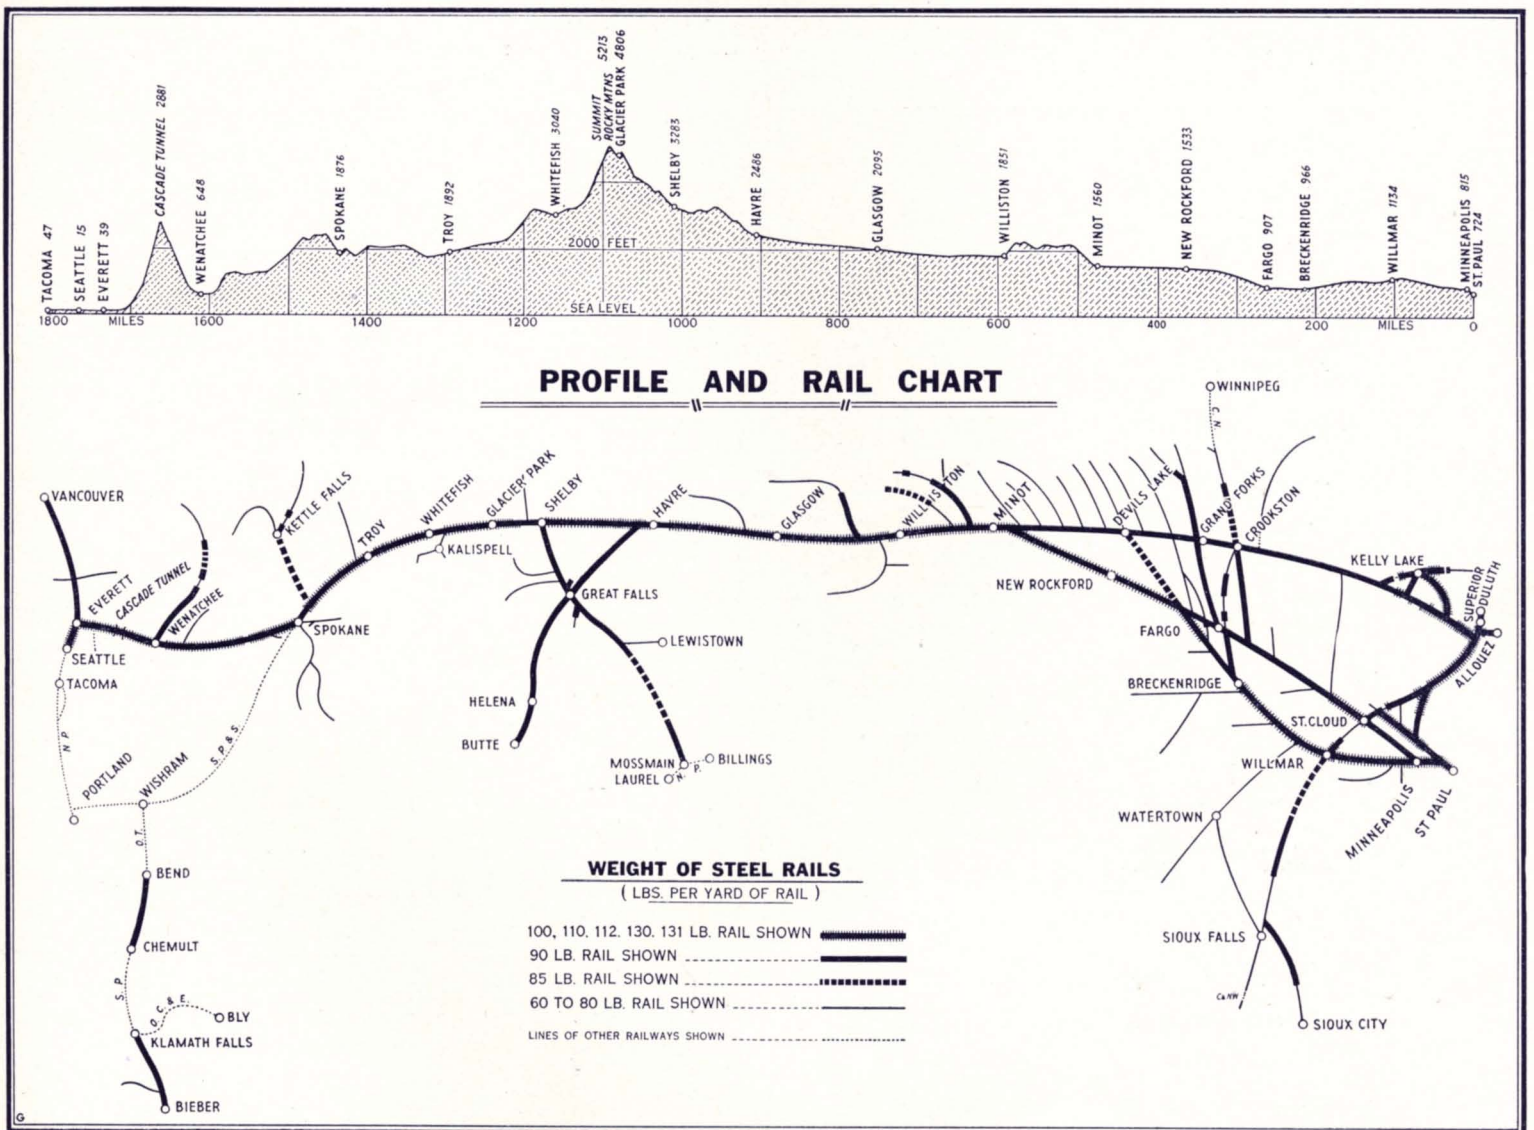 TACOMA 47
SEATTLE 15
EVERETT 39
CASCADE TUNNEL 2881
WENATCHEE 648
SPOKANE 1876
TROY 1892
WHITEFISH 3040
SUMMIT
ROCKY MTNS 5213
GLACIER PARK 4806
SHELBY 3283
HAVRE 2486
GLASGOW 2095
WILLISTON 1851
MINOT 1560
NEW ROCKFORD 1533
FARGO 907
BRECKENRIDGE 966
WILLMAR 1134
MINNEAPOLIS 815
ST. PAUL 724
2000 FEET
SEA LEVEL
1800 MILES 1600 1400 1200 1000 800 600 400 200 MILES 0
PROFILE AND RAIL CHART
WINNIPEG
C N
VANCOUVER
KETTLE FALLS
TROY
WHITEFISH
GLACIER PARK
SHELBY
HAVRE
GLASGOW
WILLISTON
MINOT
DEVILS LAKE
GRAND FORKS
CROOKSTON
KELLY LAKE
SUPERIOR
DULUTH
KALISPELL
EVERETT
CASCADE TUNNEL
WENATCHEE
GREAT FALLS
NEW ROCKFORD
SPOKANE
FARGO
LEWISTOWN
SEATTLE
ALLOUEZ
TACOMA
BRECKENRIDGE
HELENA
ST. CLOUD
N P
S. P. & S.
BUTTE
MOSSMAIN
BILLINGS
LAUREL
N. P.
WILLMAR
PORTLAND
WISHRAM
MINNEAPOLIS
ST PAUL
WATERTOWN
O.T.
BEND
WEIGHT OF STEEL RAILS
( LBS. PER YARD OF RAIL )
100, 110, 112. 130. 131 LB. RAIL SHOWN
90 LB. RAIL SHOWN
85 LB. RAIL SHOWN
60 TO 80 LB. RAIL SHOWN
LINES OF OTHER RAILWAYS SHOWN
CHEMULT
SIOUX FALLS
S. P.
C&NW
O. C. & E.
BLY
KLAMATH FALLS
SIOUX CITY
BIEBER
G